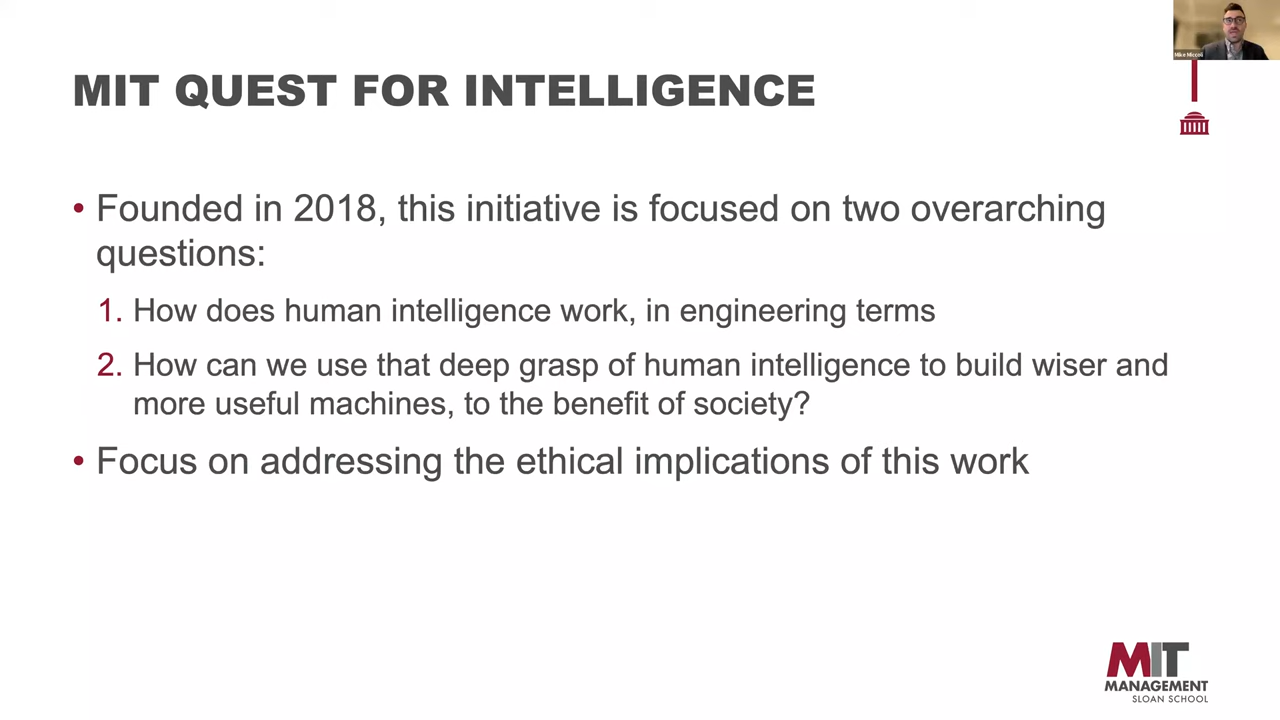 Mike Miccoli
MIT QUEST FOR INTELLIGENCE
• Founded in 2018, this initiative is focused on two overarching
questions:
1. How does human intelligence work, in engineering terms
2. How can we use that deep grasp of human intelligence to build wiser and
more useful machines, to the benefit of society?
• Focus on addressing the ethical implications of this work
MIT
MANAGEMENT
SLOAN SCHOOL